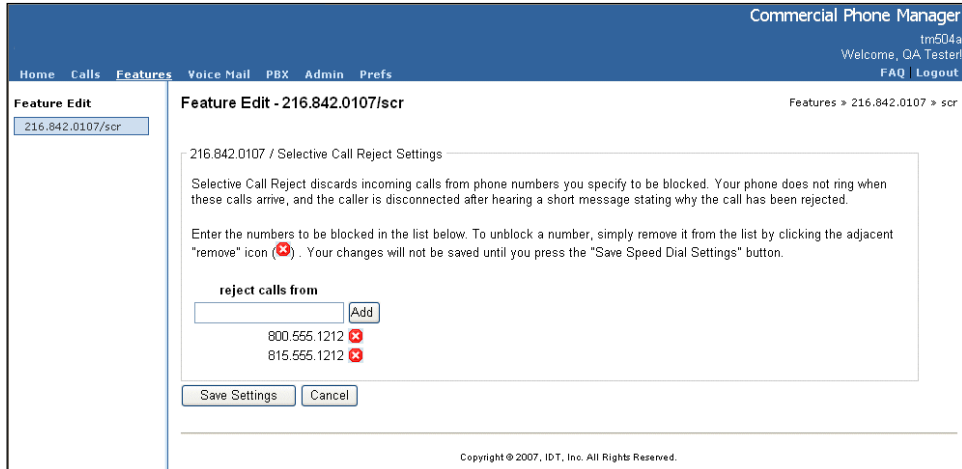 Commercial Phone Manager
tm504a
Welcome, QA Tester!
Home Calls Features Voice Mail PBX Admin Prefs
FAQ | Logout
Feature Edit
216.842.0107/scr
Feature Edit - 216.842.0107/scr
Features » 216.842.0107 » scr
216.842.0107 / Selective Call Reject Settings
Selective Call Reject discards incoming calls from phone numbers you specify to be blocked. Your phone does not ring when
these calls arrive, and the caller is disconnected after hearing a short message stating why the call has been rejected.
Enter the numbers to be blocked in the list below. To unblock a number, simply remove it from the list by clicking the adjacent
"remove" icon ( ) . Your changes will not be saved until you press the "Save Speed Dial Settings" button.
reject calls from
Add
800.555.1212
815.555.1212
Save Settings Cancel
Copyright © 2007, IDT, Inc. All Rights Reserved.